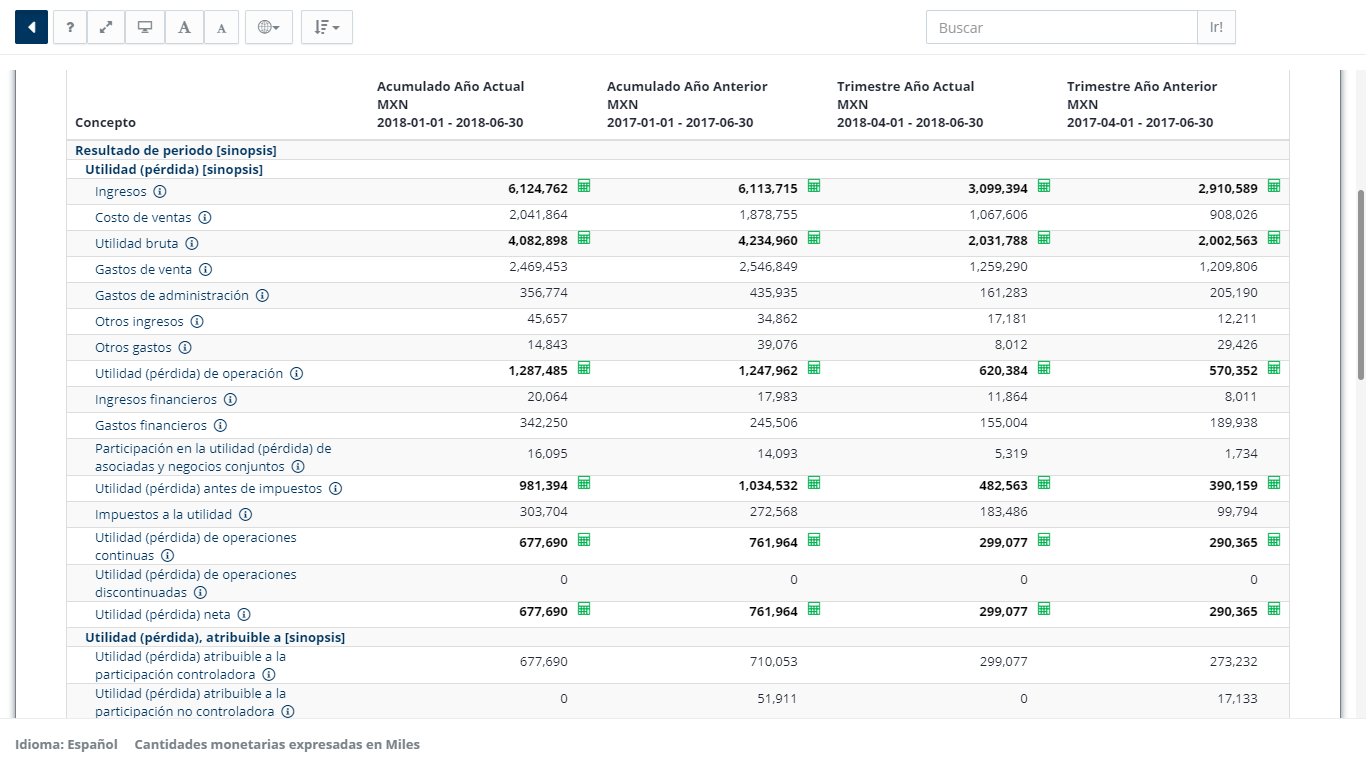 ? A A
Buscar Ir!
Acumulado Año Actual Acumulado Año Anterior Trimestre Año Actual Trimestre Año Anterior
MXN MXN MXN MXN
Concepto 2018-01-01 - 2018-06-30 2017-01-01 - 2017-06-30 2018-04-01 - 2018-06-30 2017-04-01 - 2017-06-30
Resultado de periodo [sinopsis]
Utilidad (pérdida) [sinopsis]
Ingresos 6,124,762 6,113,715 3,099,394 2,910,589
Costo de ventas 2,041,864 1,878,755 1,067,606 908,026
Utilidad bruta 4,082,898 4,234,960 2,031,788 2,002,563
Gastos de venta 2,469,453 2,546,849 1,259,290 1,209,806
Gastos de administración 356,774 435,935 161,283 205,190
Otros ingresos 45,657 34,862 17,181 12,211
Otros gastos 14,843 39,076 8,012 29,426
Utilidad (pérdida) de operación 1,287,485 1,247,962 620,384 570,352
Ingresos financieros 20,064 17,983 11,864 8,011
Gastos financieros 342,250 245,506 155,004 189,938
Participación en la utilidad (pérdida) de
asociadas y negocios conjuntos 16,095 14,093 5,319 1,734
Utilidad (pérdida) antes de impuestos 981,394 1,034,532 482,563 390,159
Impuestos a la utilidad 303,704 272,568 183,486 99,794
Utilidad (pérdida) de operaciones
continuas 677,690 761,964 299,077 290,365
Utilidad (pérdida) de operaciones
discontinuadas 0 0 0 0
Utilidad (pérdida) neta 677,690 761,964 299,077 290,365
Utilidad (pérdida), atribuible a [sinopsis]
Utilidad (pérdida) atribuible a la
participación controladora 677,690 710,053 299,077 273,232
Utilidad (pérdida) atribuible a la
participación no controladora 0 51,911 0 17,133
Idioma: Español Cantidades monetarias expresadas en Miles